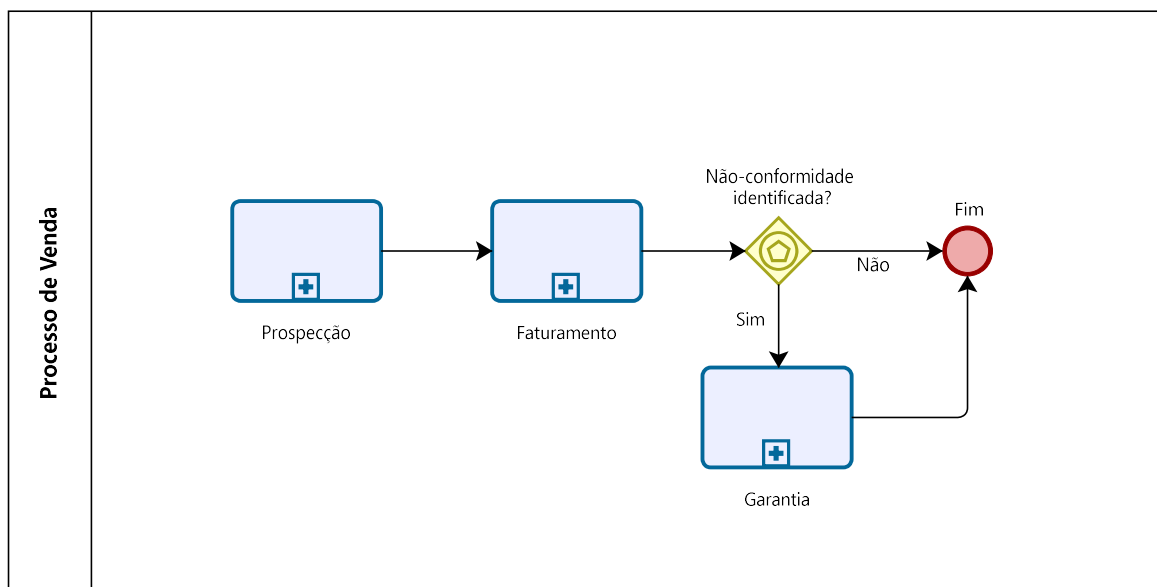 Processo de Venda
Prospecção
Faturamento
Não-conformidade
identificada?
Não
Sim
Fim
Garantia